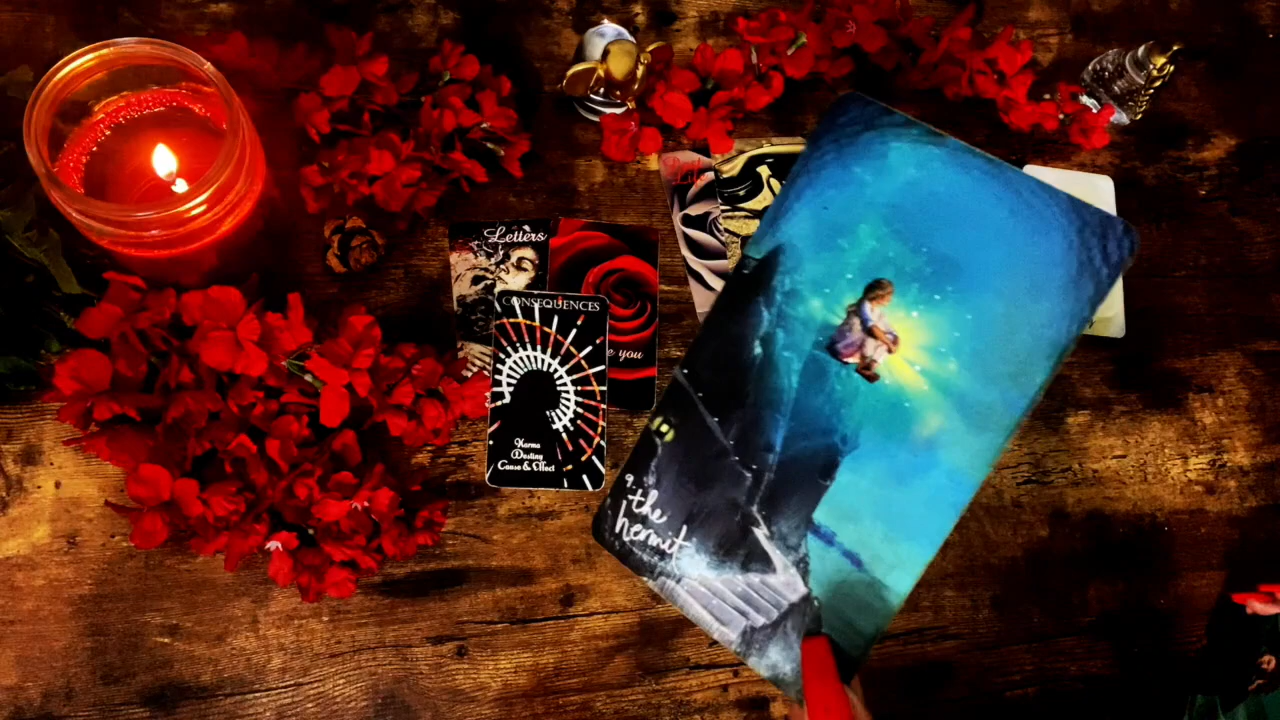 Letters
CONSEQUENCES
Karma
Destiny
Cause & Effect
you
9.
the
hermit